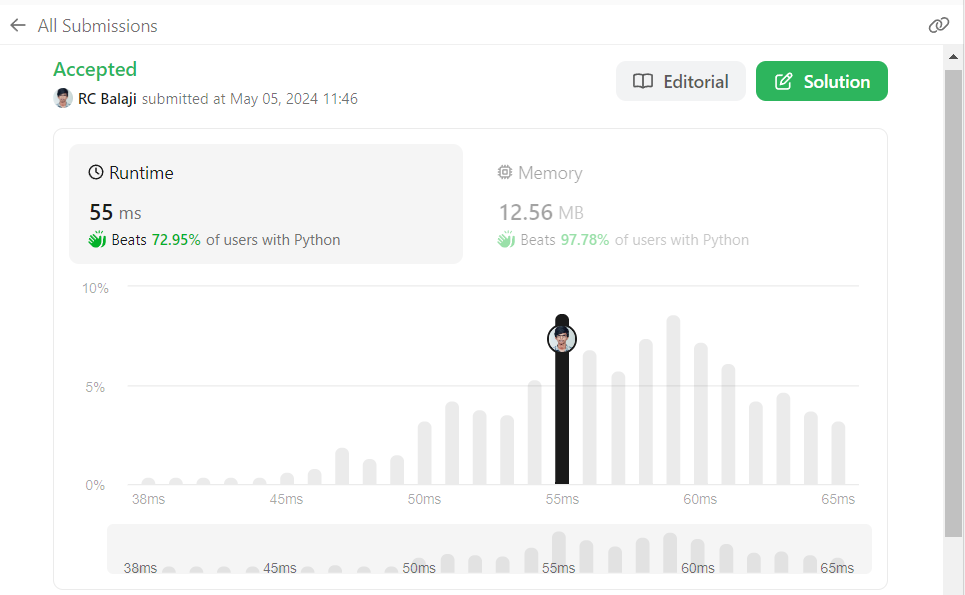 All Submissions
Accepted
RC Balaji submitted at May 05, 2024 11:46
Editorial
Solution
Runtime
55 ms
Beats 72.95% of users with Python
Memory
12.56 MB
Beats 97.78% of users with Python
10%
5%
0%
38ms 45ms 50ms 55ms 60ms 65ms
38ms 45ms 50ms 55ms 60ms 65ms